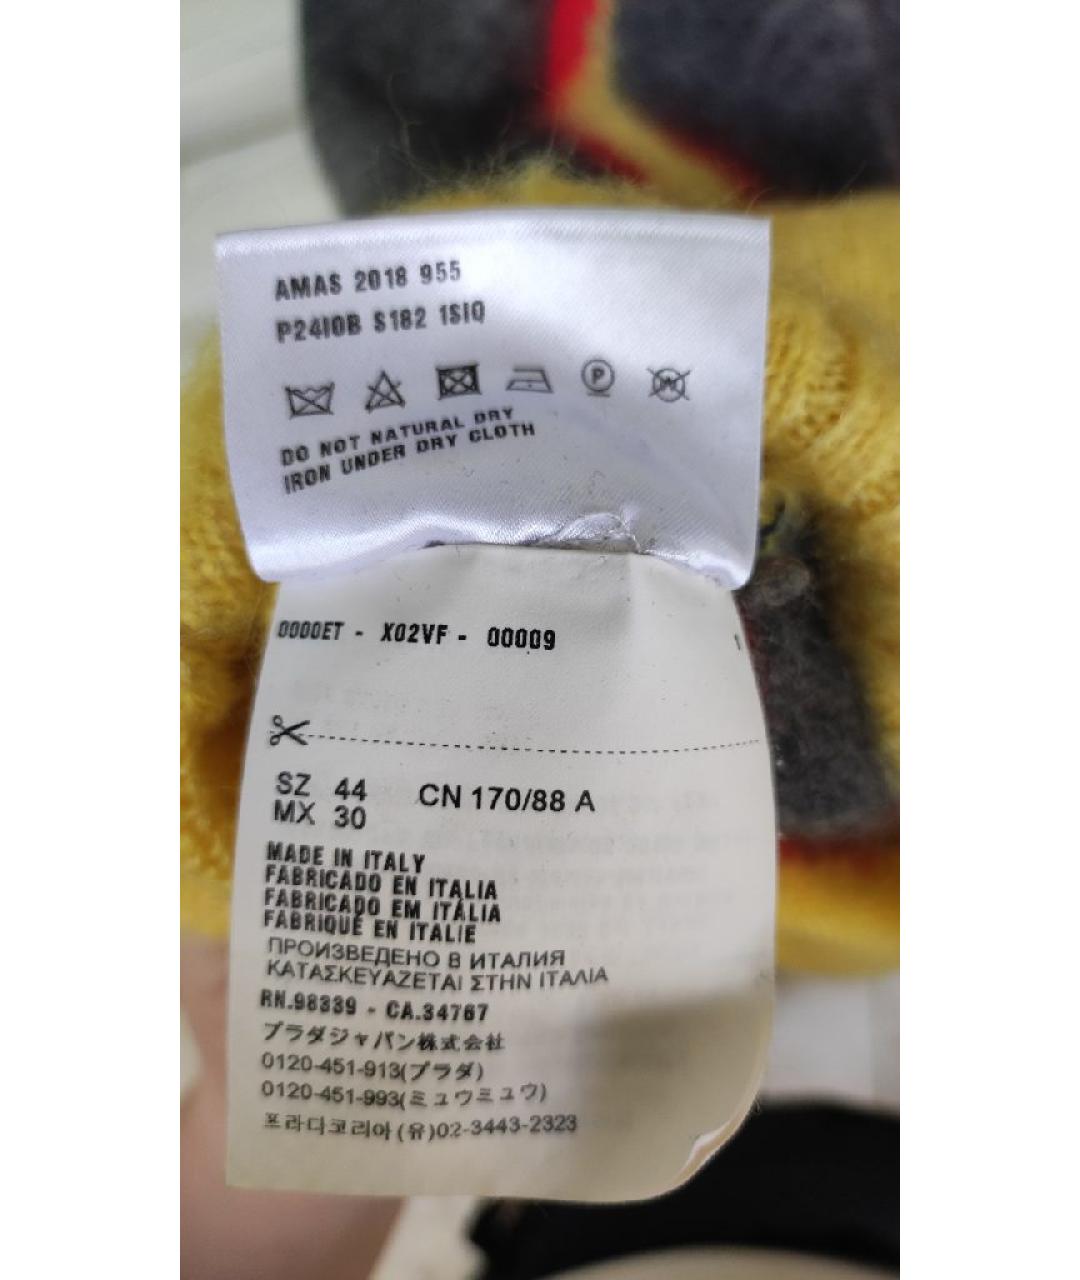 AMAS 2018 955
P24I0B S182 1SIQ
P
W
DO NOT NATURAL DRY
IRON UNDER DRY CLOTH
0000ET - X02VF - 00009
SZ 44 CN 170/88 A
MX 30
MADE IN ITALY
FABRICADO EN ITALIA
FABRICADO EM ITÁLIA
FABRIQUÉ EN ITALIE
ПРОИЗВЕДЕНО В ИТАЛИЯ
ΚΑΤΑΣΚΕΥΑΖΕΤΑΙ ΣΤΗΝ ΙΤΑΛΙΑ
RN.98339 - CA.34767
プラダジャパン株式会社
0120-451-913(プラダ)
0120-451-993(ミュウミュウ)
프라다코리아(유)02-3443-2323